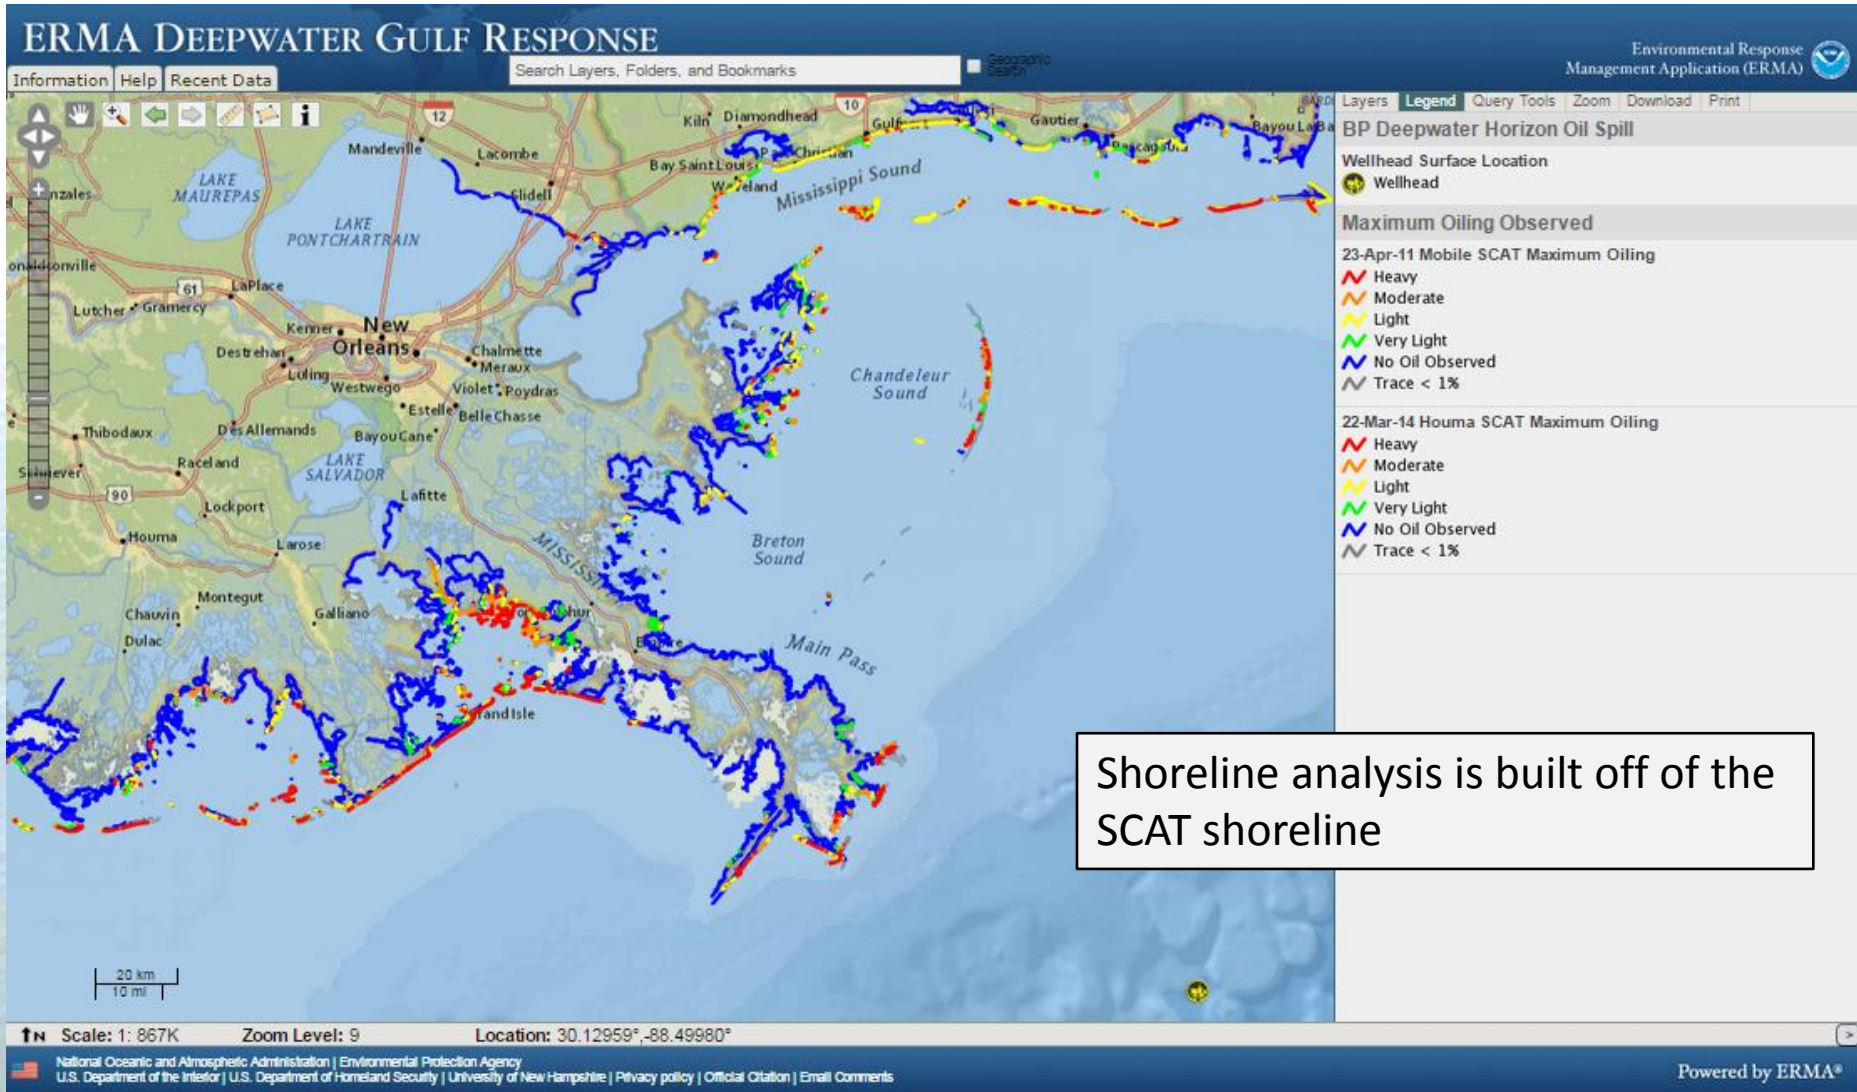 ERMA DEEPWATER GULF RESPONSE
Environmental Response
Management Application (ERMA)
Information Help Recent Data
Search Layers, Folders, and Bookmarks
Geographic
Search
Layers Legend Query Tools Zoom Download Print
BP Deepwater Horizon Oil Spill
Wellhead Surface Location
Wellhead
Maximum Oiling Observed
23-Apr-11 Mobile SCAT Maximum Oiling
Heavy
Moderate
Light
Very Light
No Oil Observed
Trace < 1%
22-Mar-14 Houma SCAT Maximum Oiling
Heavy
Moderate
Light
Very Light
No Oil Observed
Trace < 1%
10
12
Kiln
Diamondhead
Gautier
Mandeville
Lacombe
Bay Saint Louis
Slidell
Mississippi Sound
LAKE
MAUREPAS
LAKE
PONTCHARTRAIN
61
LaPlace
Lutcher
Gramercy
Kenner
New
Orleans
Destrehan
Luling
Westwego
Chalmette
Meraux
Violet
Poydras
Estelle
Belle Chasse
Chandeleur
Sound
Thibodaux
Des Allemands
Bayou Cane
Raceland
LAKE
SALVADOR
90
Lockport
Lafitte
Houma
Larose
Breton
Sound
Montegut
Chauvin
Galliano
Dulac
Main Pass
Shoreline analysis is built off of the
SCAT shoreline
20 km
10 mi
N Scale: 1: 867K Zoom Level: 9 Location: 30.12959°,-88.49980°
National Oceanic and Atmospheric Administration | Environmental Protection Agency
U.S. Department of the Interior | U.S. Department of Homeland Security | University of New Hampshire | Privacy policy | Official Citation | Email Comments
Powered by ERMA®